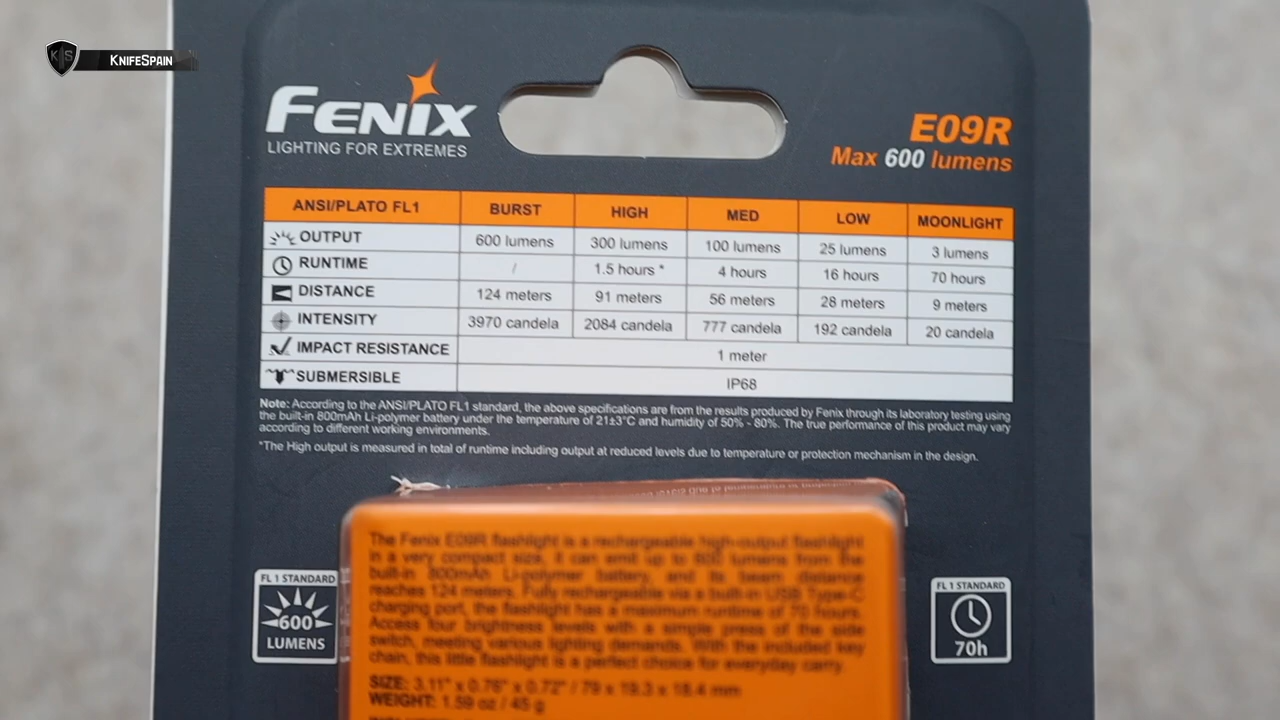 KS KNIFESPAIN
FENIX
LIGHTING FOR EXTREMES
E09R
Max 600 lumens
ANSI/PLATO FL1 BURST HIGH MED LOW MOONLIGHT
OUTPUT 600 lumens 300 lumens 100 lumens 25 lumens 3 lumens
RUNTIME / 1.5 hours * 4 hours 16 hours 70 hours
DISTANCE 124 meters 91 meters 56 meters 28 meters 9 meters
INTENSITY 3970 candela 2084 candela 777 candela 192 candela 20 candela
IMPACT RESISTANCE 1 meter
SUBMERSIBLE IP68
Note: According to the ANSI/PLATO FL1 standard, the above specifications are from the results produced by Fenix through its laboratory testing using
the built-in 800mAh Li-polymer battery under the temperature of 21±3°C and humidity of 50% - 80%. The true performance of this product may vary
according to different working environments.
*The High output is measured in total of runtime including output at reduced levels due to temperature or protection mechanism in the design.
The Fenix E09R flashlight is a rechargeable high-output flashlight
in a very compact size. It can emit up to 600 lumens from the
built-in 800mAh Li-polymer battery, and its beam distance
reaches 124 meters. Fully rechargeable via a built-in USB Type-C
charging port, the flashlight has a maximum runtime of 70 hours.
Access four brightness levels with a simple press of the side
switch, meeting various lighting demands. With the included key
chain, this little flashlight is a perfect choice for everyday carry.
SIZE: 3.11" x 0.76" x 0.72" / 79 x 19.3 x 18.4 mm
WEIGHT: 1.59 oz / 45 g
FL 1 STANDARD
600
LUMENS
FL 1 STANDARD
70h